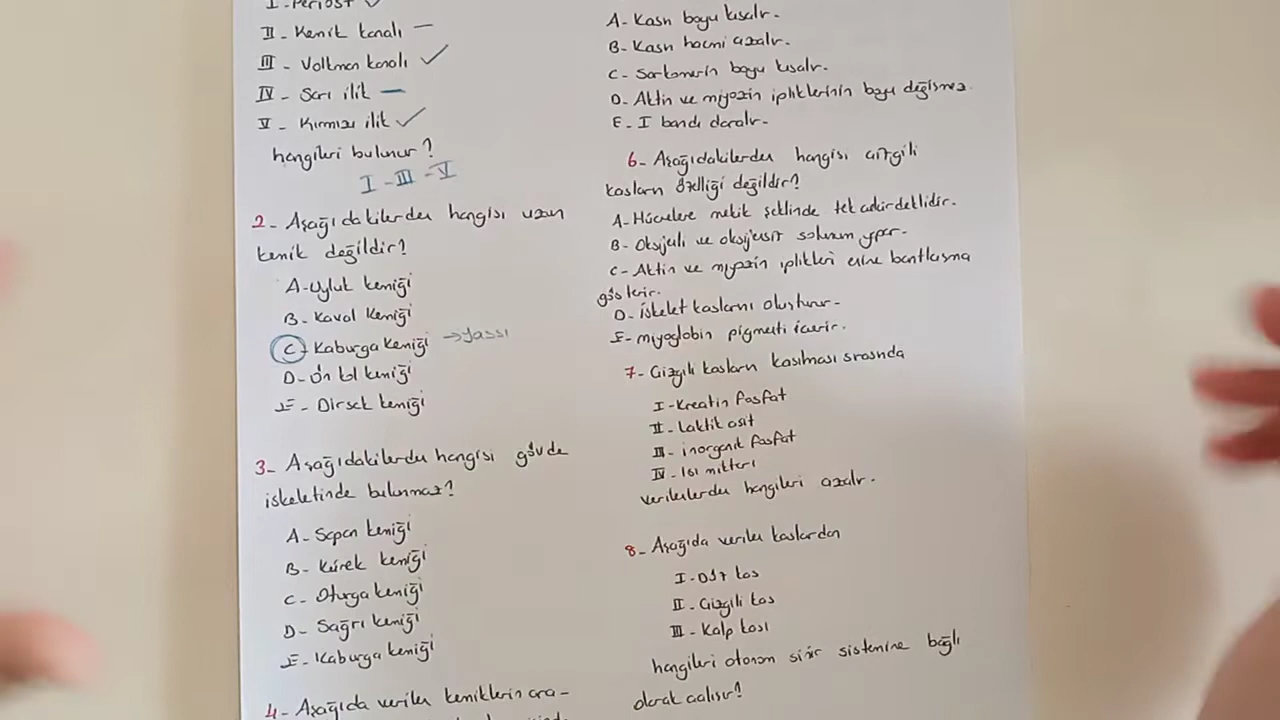 I - Periost ✓
II - Kemik kanalı —
III - Volkman kanalı ✓
IV - Sarı ilik —
V - Kırmızı ilik ✓
hangileri bulunur?
I - III - V
2- Aşağıdakilerden hangisi uzun
kemik değildir?
A- Uyluk kemiği
B- Kaval kemiği
C- Kaburga kemiği → yassı
D- Ön kol kemiği
E- Dirsek kemiği
3- Aşağıdakilerden hangisi gövde
iskeletinde bulunmaz?
A- Sapan kemiği
B- Kürek kemiği
C- Oturga kemiği
D- Sağrı kemiği
E- Kaburga kemiği
4- Aşağıda verilen kemiklerin ara-
A- Kasın boyu kısalır.
B- Kasın hacmi azalır.
C- Sarkomerin boyu kısalır.
D- Aktin ve miyozin ipliklerinin boyu değişmez.
E- I bandı daralır.
6- Aşağıdakilerden hangisi çizgili
kasların özelliği değildir?
A- Hücreleri mekik şeklinde tek çekirdeklidir.
B- Oksijenli ve oksijensiz solunum yapar.
C- Aktin ve miyozin iplikleri enine bantlaşma
gösterir.
D- İskelet kaslarını oluşturur.
E- miyoglobin pigmenti içerir.
7- Çizgili kasların kasılması sırasında
I- Kreatin fosfat
II- Laktik asit
III- inorganik fosfat
IV- Isı miktarı
verilenlerden hangileri azalır.
8- Aşağıda verilen kaslardan
I- Düz kas
II- Çizgili kas
III- Kalp kası
hangileri otonom sinir sistemine bağlı
olarak çalışır?